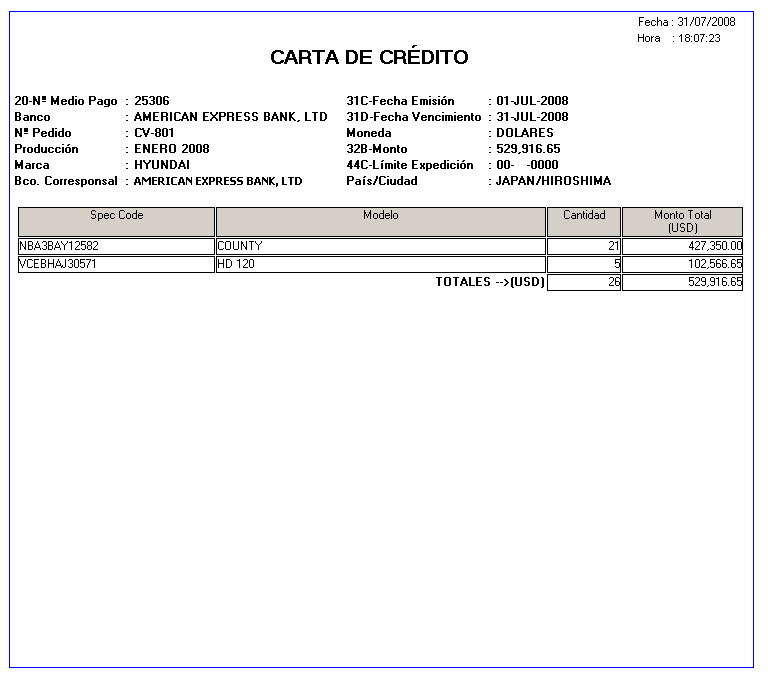 Fecha : 31/07/2008
Hora : 18:07:23
CARTA DE CRÉDITO
20-Nº Medio Pago : 25306 31C-Fecha Emisión : 01-JUL-2008
Banco : AMERICAN EXPRESS BANK, LTD 31D-Fecha Vencimiento : 31-JUL-2008
Nº Pedido : CV-801 Moneda : DOLARES
Producción : ENERO 2008 32B-Monto : 529,916.65
Marca : HYUNDAI 44C-Límite Expedición : 00- -0000
Bco. Corresponsal : AMERICAN EXPRESS BANK, LTD País/Ciudad : JAPAN/HIROSHIMA
Spec Code Modelo Cantidad Monto Total
(USD)
NBA3BAY12582 COUNTY 21 427,350.00
VCEBHAJ30571 HD 120 5 102,566.65
TOTALES -->(USD) 26 529,916.65